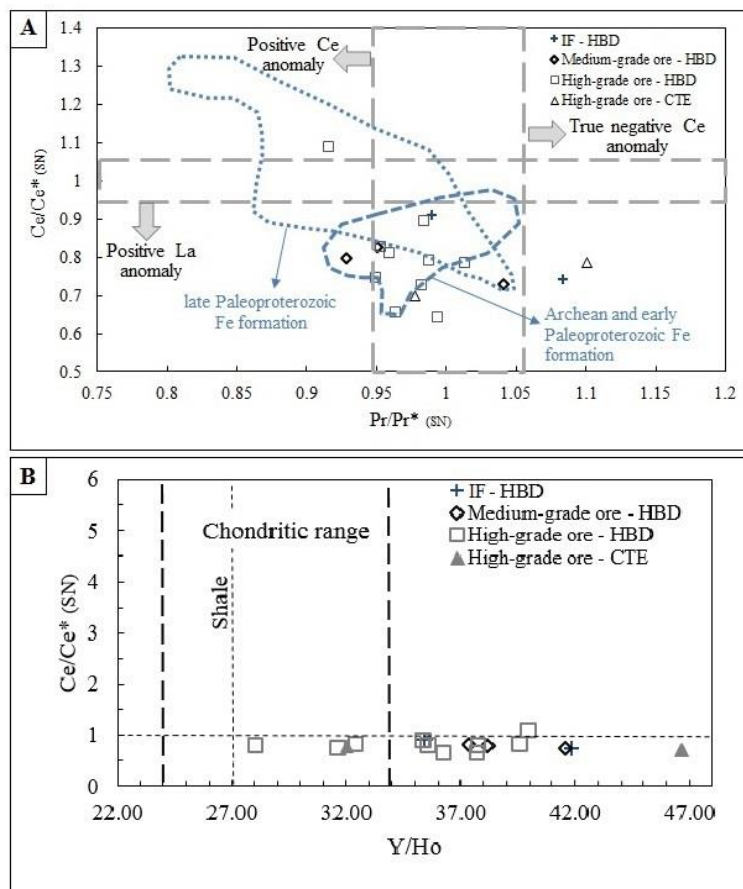 A
1.4
1.3
1.2
1.1
1
0.9
0.8
0.7
0.6
0.5
Ce/Ce* (SN)
Positive Ce
anomaly
+ IF - HBD
Medium-grade ore - HBD
High-grade ore - HBD
High-grade ore - CTE
True negative Ce
anomaly
Positive La
anomaly
late Paleoproterozoic
Fe formation
Archean and early
Paleoproterozoic Fe
formation
0.75 0.8 0.85 0.9 0.95 1 1.05 1.1 1.15 1.2
Pr/Pr* (SN)
B
6
5
4
3
2
1
0
Ce/Ce* (SN)
Chondritic range
Shale
+ IF - HBD
Medium-grade ore - HBD
High-grade ore - HBD
High-grade ore - CTE
22.00 27.00 32.00 37.00 42.00 47.00
Y/Ho